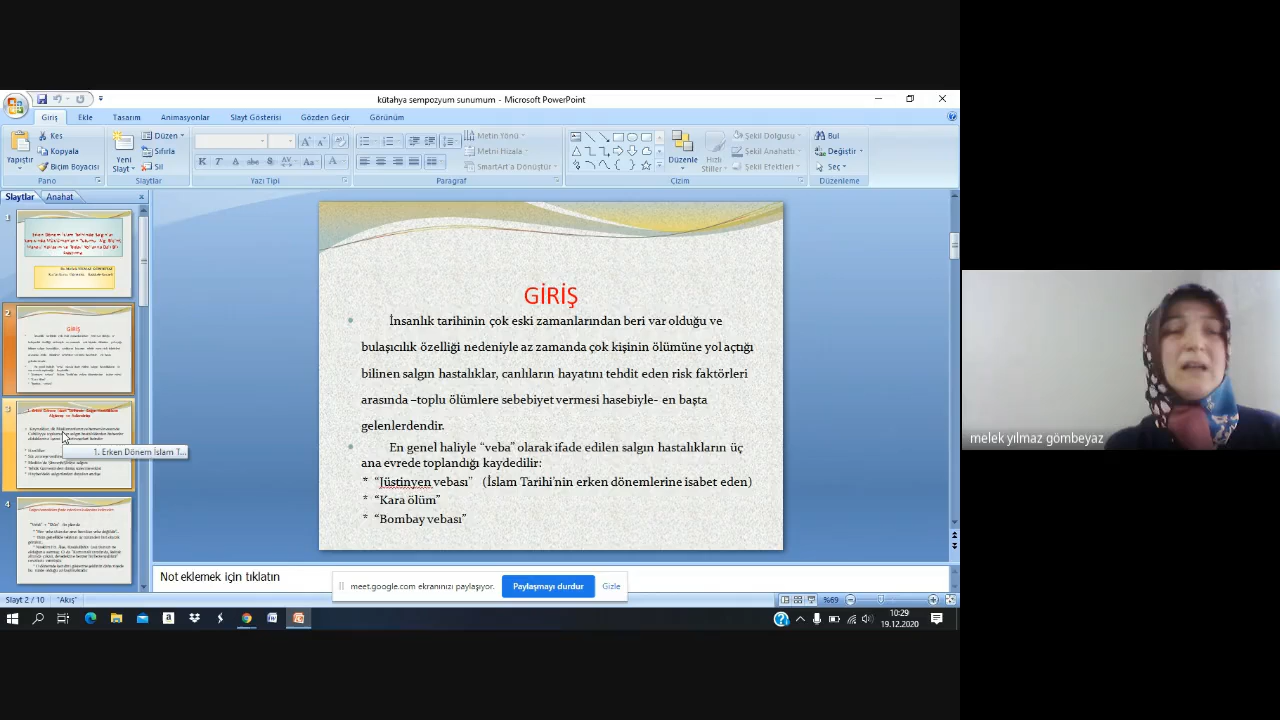 kütahya sempozyum sunumum - Microsoft PowerPoint
Giriş Ekle Tasarım Animasyonlar Slayt Gösterisi Gözden Geçir Görünüm
Yapıştır
Kes
Kopyala
Biçim Boyacısı
Pano
Yeni Slayt
Düzen
Sıfırla
Sil
Slaytlar
Yazı Tipi
Metin Yönü
Metni Hizala
SmartArt'a Dönüştür
Paragraf
Düzenle
Hızlı Stiller
Şekil Dolgusu
Şekil Anahattı
Şekil Efektleri
Çizim
Bul
Değiştir
Seç
Düzenleme
Slaytlar Anahat
1
2
GİRİŞ
3
1. Erken Dönem İslam T...
4
GİRİŞ
İnsanlık tarihinin çok eski zamanlarından beri var olduğu ve
bulaşıcılık özelliği nedeniyle az zamanda çok kişinin ölümüne yol açtığı
bilinen salgın hastalıklar, canlıların hayatını tehdit eden risk faktörleri
arasında –toplu ölümlere sebebiyet vermesi hasebiyle- en başta
gelenlerdendir.
En genel haliyle “veba” olarak ifade edilen salgın hastalıkların üç
ana evrede toplandığı kaydedilir:
* “Jüstinyen vebası” (İslam Tarihi’nin erken dönemlerine isabet eden)
* “Kara ölüm”
* “Bombay vebası”
melek yılmaz gömbeyaz
Not eklemek için tıklatın
meet.google.com ekranınızı paylaşıyor. Paylaşmayı durdur Gizle
Slayt 2 / 10 "Akış" %69
10:29
19.12.2020